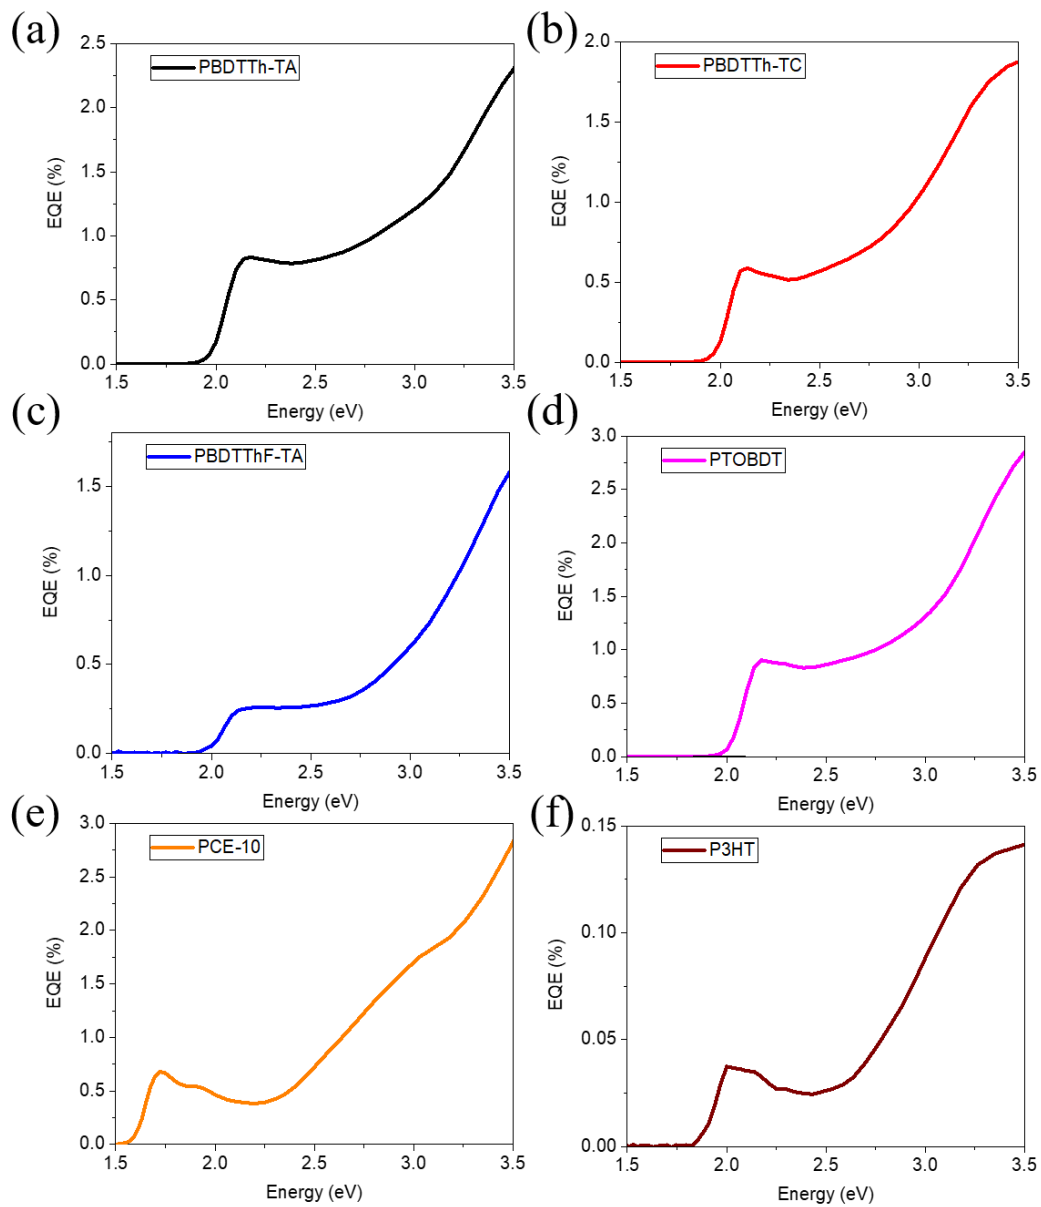 (a)
PBDTTh-TA
EQE (%)
2.5
2.0
1.5
1.0
0.5
0.0
1.5 2.0 2.5 3.0 3.5
Energy (eV)
(b)
PBDTTh-TC
EQE (%)
2.0
1.5
1.0
0.5
0.0
1.5 2.0 2.5 3.0 3.5
Energy (eV)
(c)
PBDTThF-TA
EQE (%)
1.5
1.0
0.5
0.0
1.5 2.0 2.5 3.0 3.5
Energy (eV)
(d)
PTOBDT
EQE (%)
3.0
2.5
2.0
1.5
1.0
0.5
0.0
1.5 2.0 2.5 3.0 3.5
Energy (eV)
(e)
PCE-10
EQE (%)
3.0
2.5
2.0
1.5
1.0
0.5
0.0
1.5 2.0 2.5 3.0 3.5
Energy (eV)
(f)
P3HT
EQE (%)
0.15
0.10
0.05
0.00
1.5 2.0 2.5 3.0 3.5
Energy (eV)